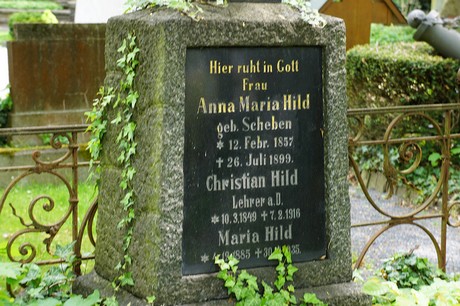 Hier ruht in Gott
Frau
Anna Maria Hild
geb. Scheben
* 12. Febr. 1857
† 26. Juli 1899.
Christian Hild
Lehrer a.D.
* 10.3.1849 † 7.2.1916
Maria Hild